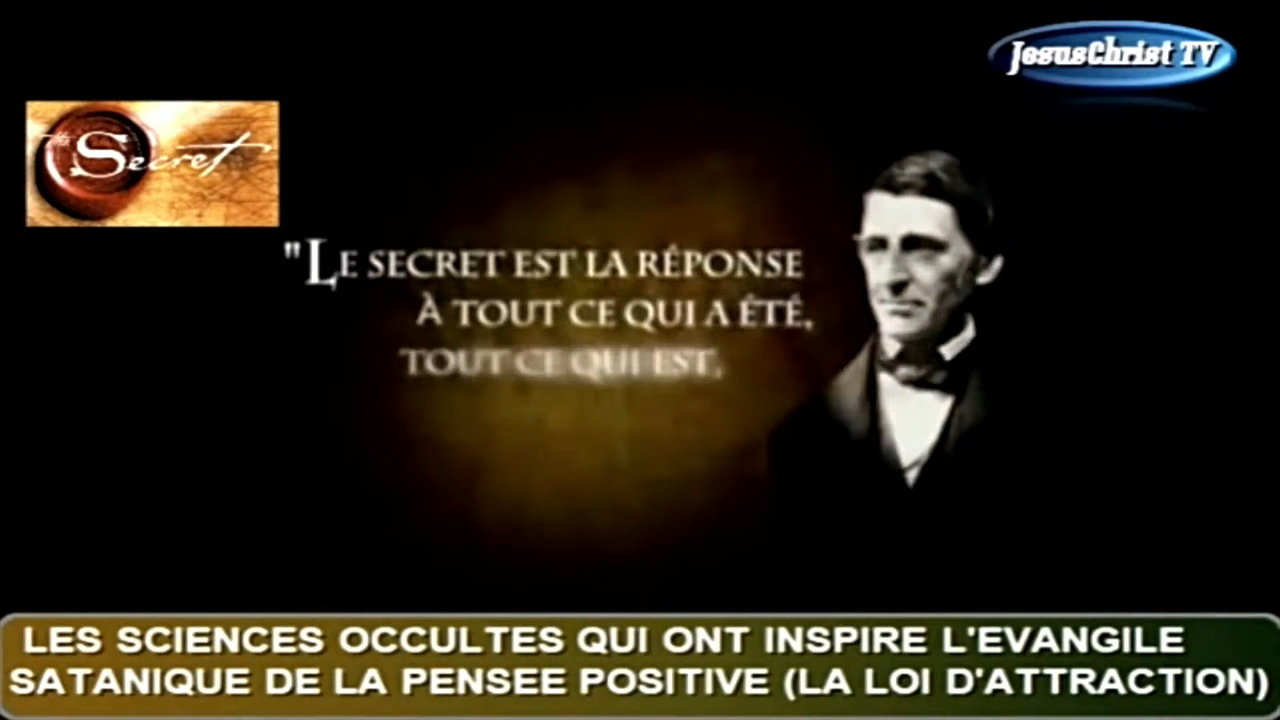 JesusChrist TV
The Secret
"LE SECRET EST LA RÉPONSE
À TOUT CE QUI A ÉTÉ,
TOUT CE QUI EST,
LES SCIENCES OCCULTES QUI ONT INSPIRE L'EVANGILE
SATANIQUE DE LA PENSEE POSITIVE (LA LOI D'ATTRACTION)